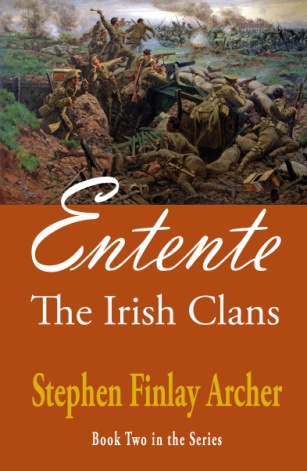 Entente
The Irish Clans
Stephen Finlay Archer
Book Two in the Series